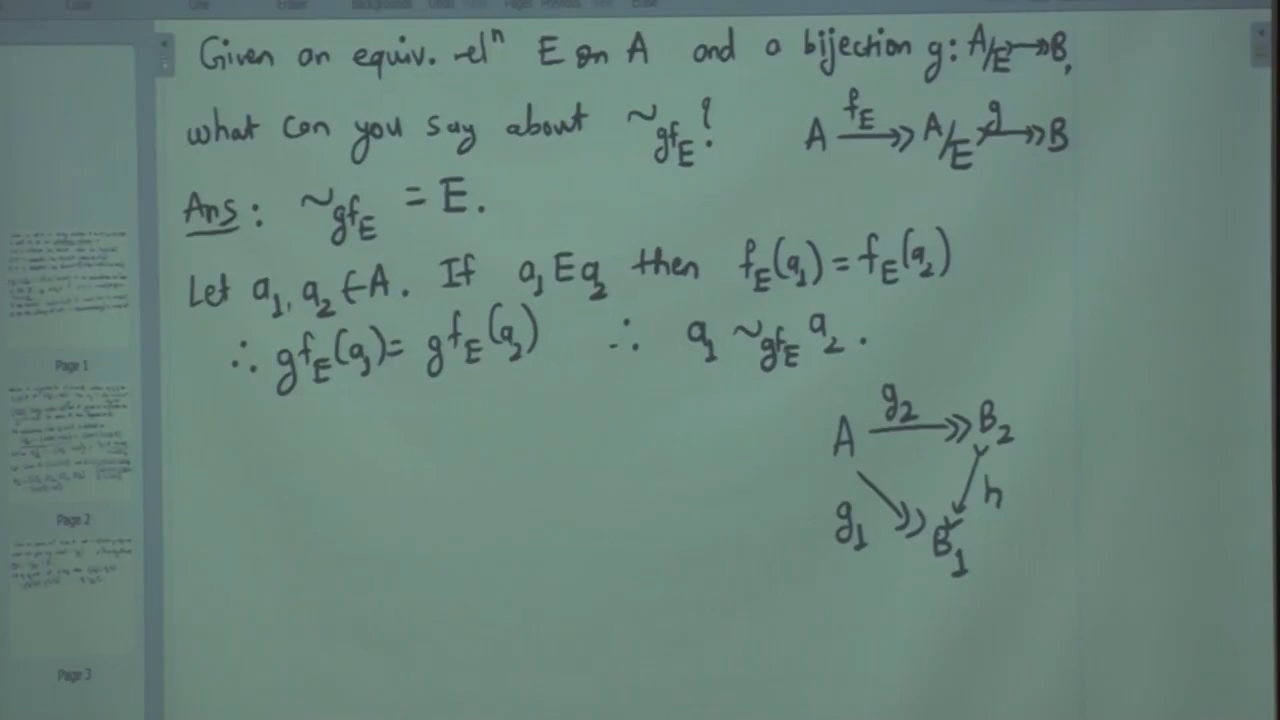 Given an equiv. relⁿ E on A and a bijection g: A/E ↣↠ B,
what can you say about ~gf_E? A ↠ A/E ↣↠ B
f_E g
Ans: ~gf_E = E.
Let a₁, a₂ ∈ A. If a₁ E a₂ then f_E(a₁) = f_E(a₂)
∴ gf_E(a₁) = gf_E(a₂) ∴ a₁ ~gf_E a₂.
g₂
A ↠ B₂
h
g₁
B₁
Page 1
Page 2
Page 3